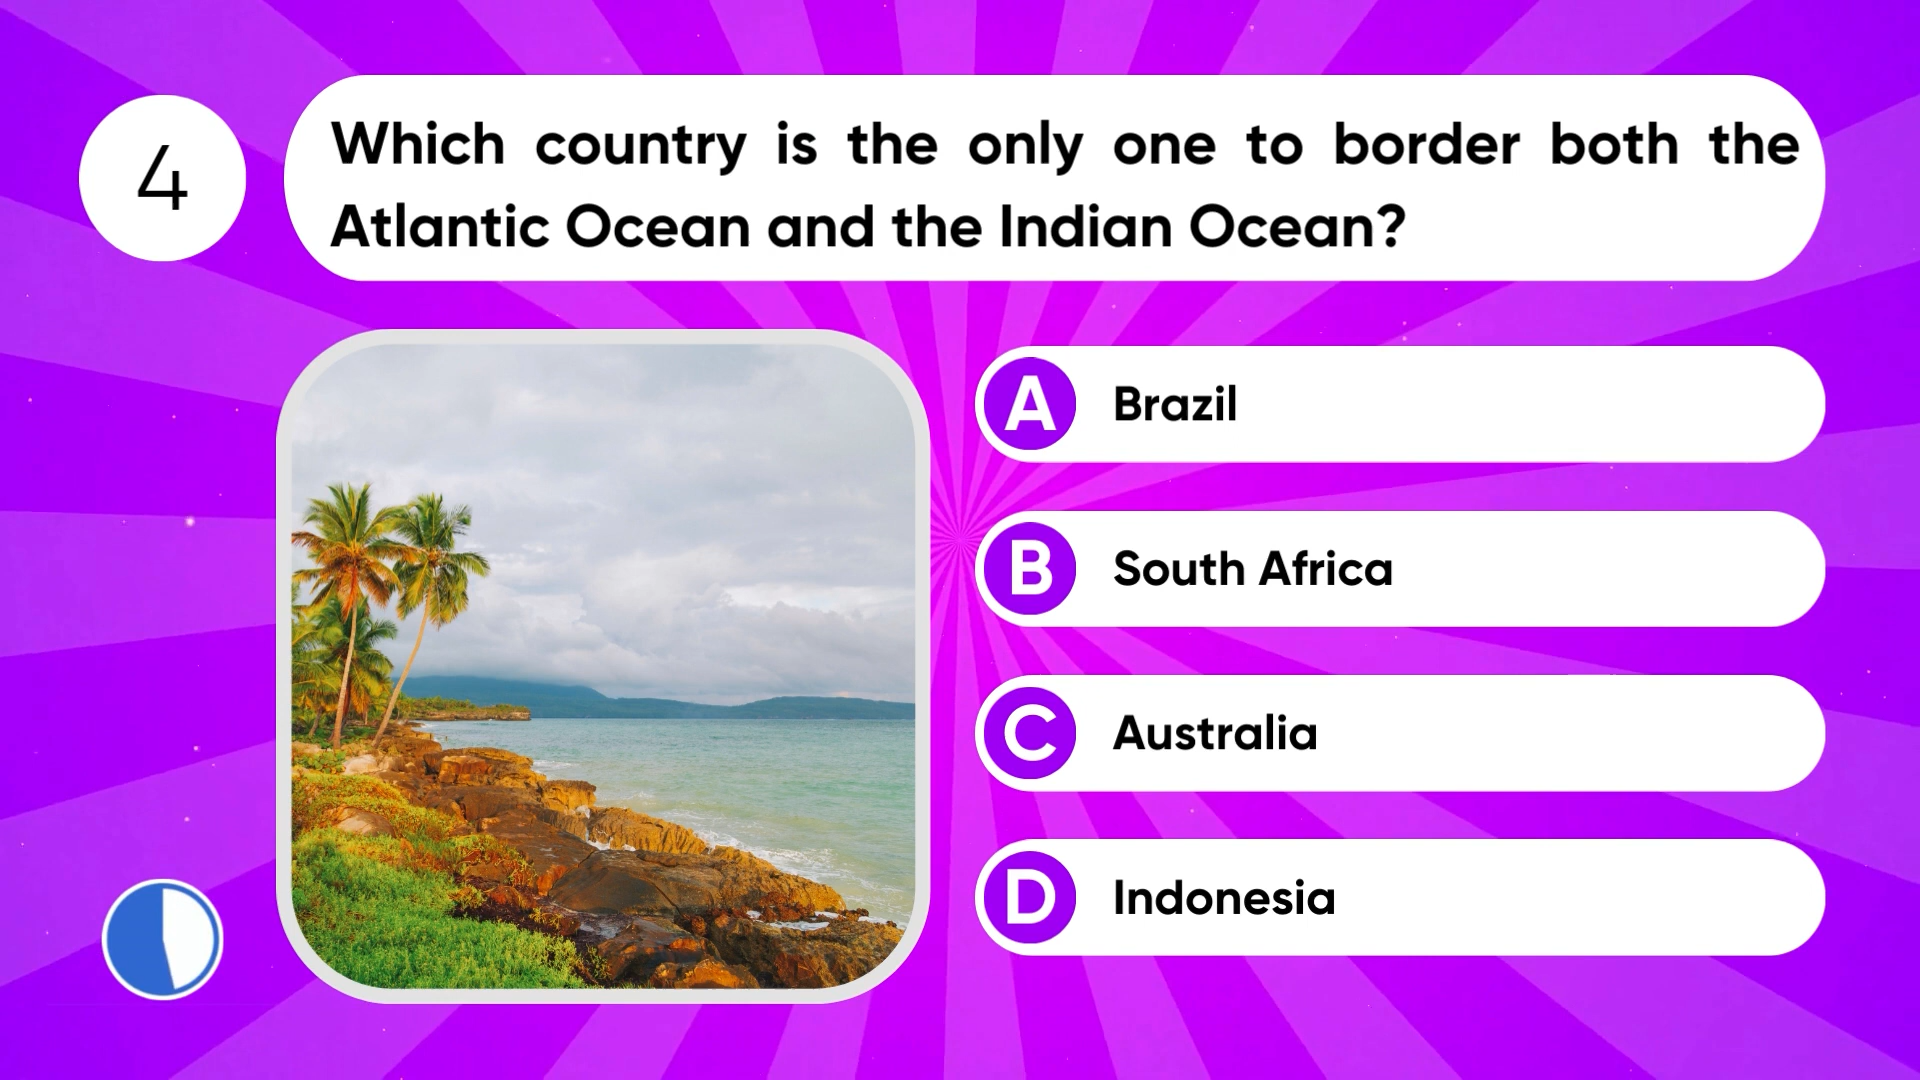 4
Which country is the only one to border both the
Atlantic Ocean and the Indian Ocean?
A Brazil
B South Africa
C Australia
D Indonesia